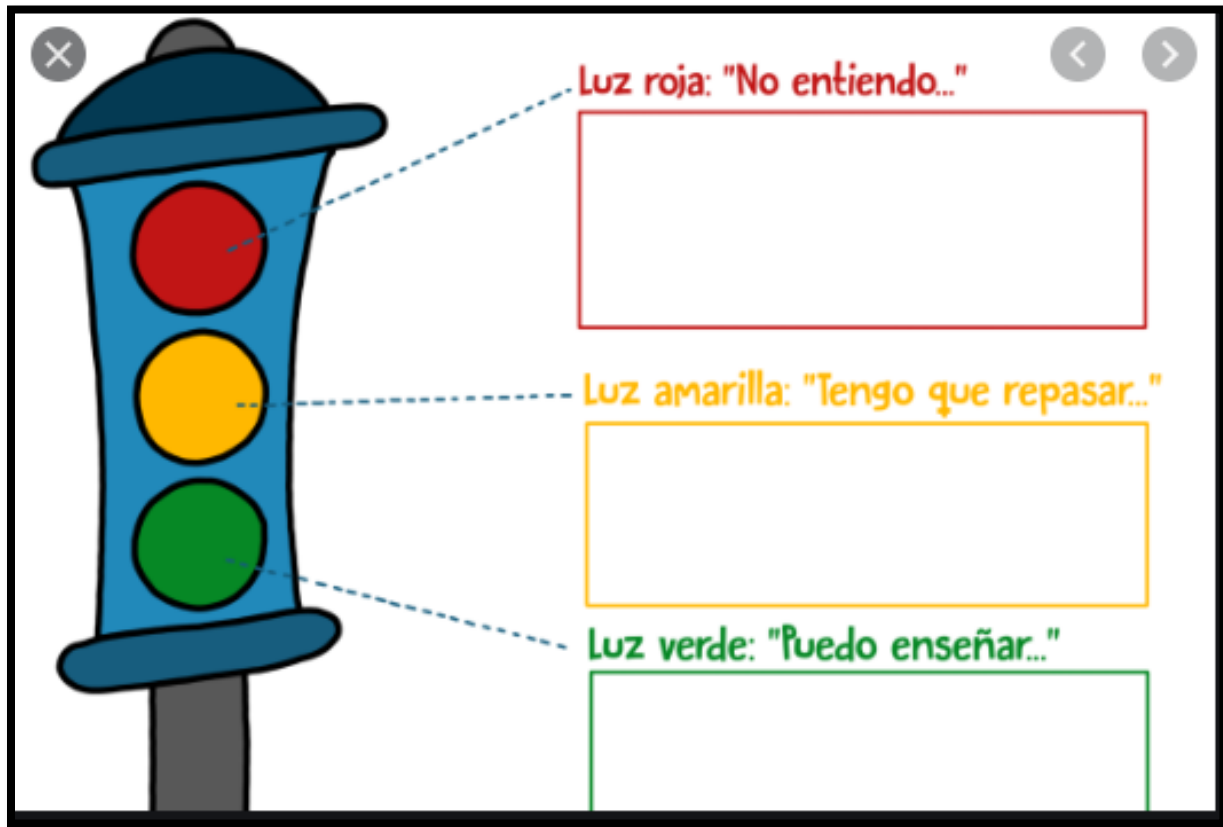 Luz roja: "No entiendo..."
Luz amarilla: "Tengo que repasar..."
Luz verde: "Puedo enseñar..."